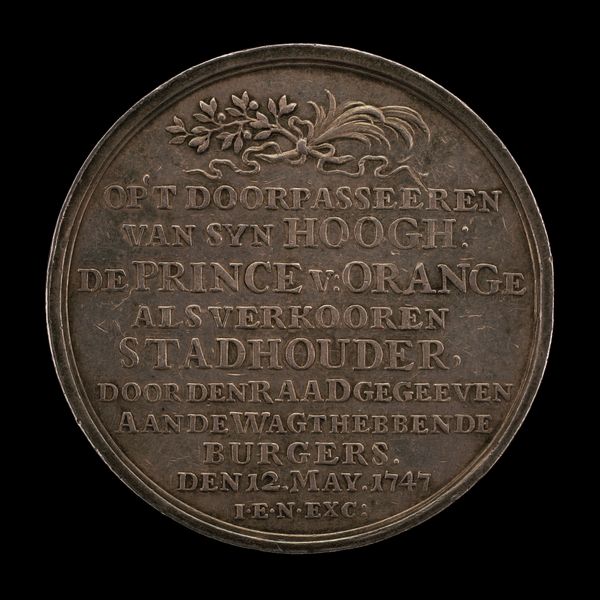 OP'T DOORPASSEEREN
VAN SYN HOOGH:
DE PRINCE V: ORANGE
ALS VERKOOREN
STADHOUDER,
DOOR DEN RAAD GEGEEVEN
AAN DE WAGTHEBBENDE
BURGERS.
DEN 12. MAY. 1747
I·E·N·EXC: